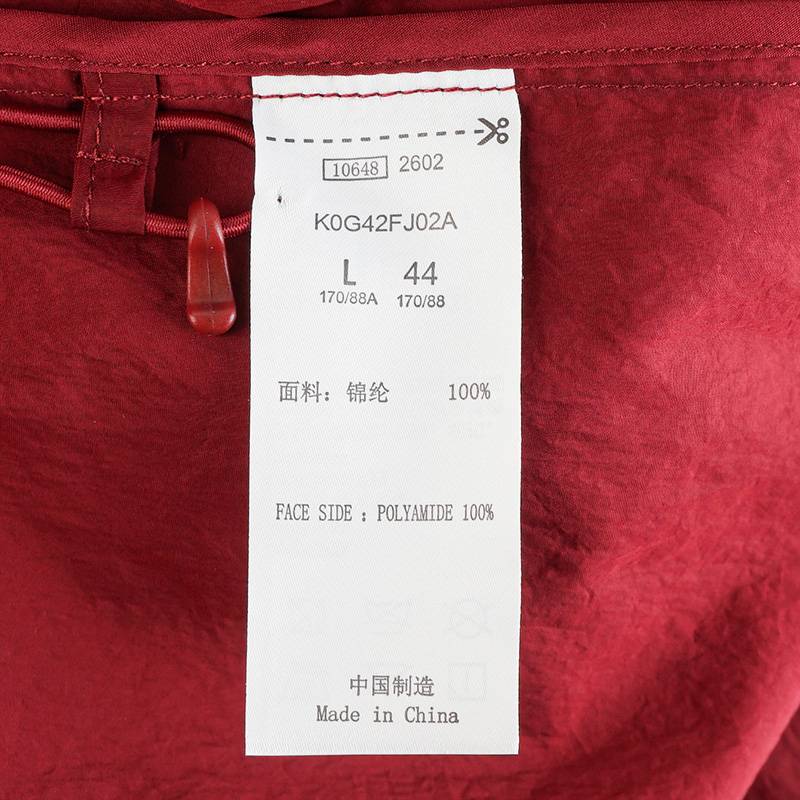 10648 2602
K0G42FJ02A
L 44
170/88A 170/88
面料：锦纶 100%
FACE SIDE : POLYAMIDE 100%
中国制造
Made in China